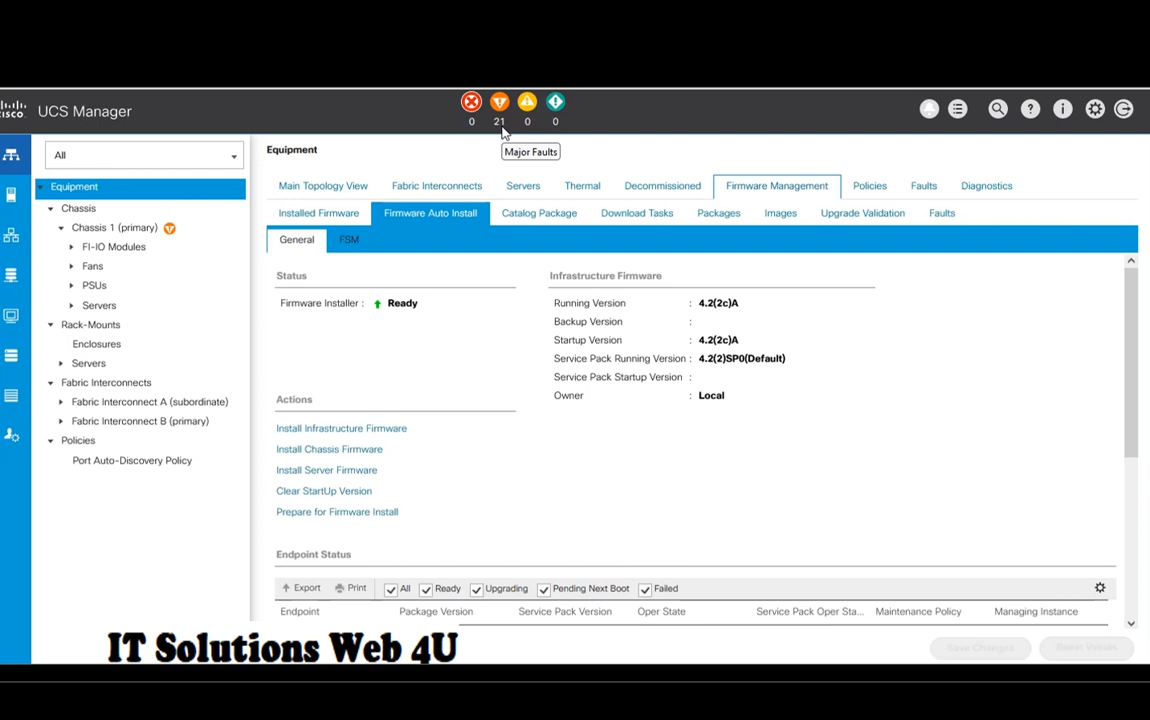 cisco UCS Manager
0 21 0 0
Major Faults
All
Equipment
Chassis
Chassis 1 (primary)
FI-IO Modules
Fans
PSUs
Servers
Rack-Mounts
Enclosures
Servers
Fabric Interconnects
Fabric Interconnect A (subordinate)
Fabric Interconnect B (primary)
Policies
Port Auto-Discovery Policy
Equipment
Main Topology View Fabric Interconnects Servers Thermal Decommissioned Firmware Management Policies Faults Diagnostics
Installed Firmware Firmware Auto Install Catalog Package Download Tasks Packages Images Upgrade Validation Faults
General FSM
Status
Firmware Installer : Ready
Actions
Install Infrastructure Firmware
Install Chassis Firmware
Install Server Firmware
Clear StartUp Version
Prepare for Firmware Install
Infrastructure Firmware
Running Version : 4.2(2c)A
Backup Version :
Startup Version : 4.2(2c)A
Service Pack Running Version : 4.2(2)SP0(Default)
Service Pack Startup Version :
Owner : Local
Endpoint Status
Export Print All Ready Upgrading Pending Next Boot Failed
Endpoint Package Version Service Pack Version Oper State Service Pack Oper Sta... Maintenance Policy Managing Instance
Save Changes Reset Values
IT Solutions Web 4U